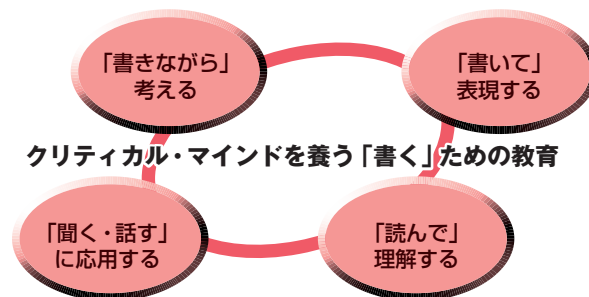 「書きながら」
考える
「書いて」
表現する
クリティカル・マインドを養う「書く」ための教育
「聞く・話す」
に応用する
「読んで」
理解する